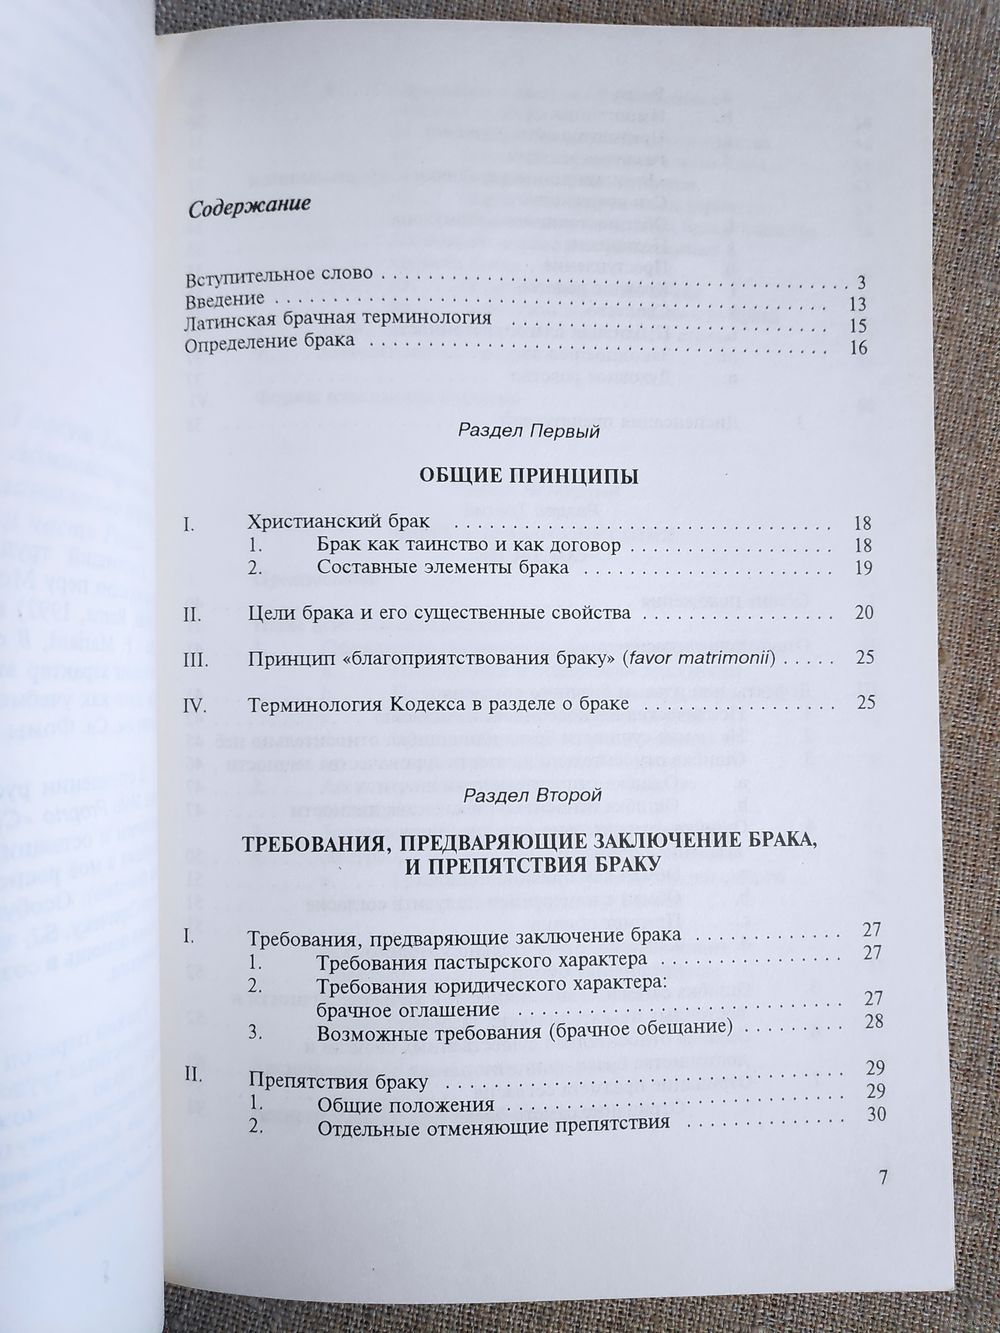 Содержание
Вступительное слово . . . . . . . . . . . . . . . . . . . . . . . . . . . . . . 3
Введение . . . . . . . . . . . . . . . . . . . . . . . . . . . . . . . . . . . . 13
Латинская брачная терминология . . . . . . . . . . . . . . . . . . . . . . 15
Определение брака . . . . . . . . . . . . . . . . . . . . . . . . . . . . . . 16
Раздел Первый
ОБЩИЕ ПРИНЦИПЫ
I. Христианский брак . . . . . . . . . . . . . . . . . . . . . . . . . . 18
1. Брак как таинство и как договор . . . . . . . . . . . . . . 18
2. Составные элементы брака . . . . . . . . . . . . . . . . . 19
II. Цели брака и его существенные свойства . . . . . . . . . . . . . 20
III. Принцип «благоприятствования браку» (favor matrimonii) . . . . . 25
IV. Терминология Кодекса в разделе о браке . . . . . . . . . . . . . 25
Раздел Второй
ТРЕБОВАНИЯ, ПРЕДВАРЯЮЩИЕ ЗАКЛЮЧЕНИЕ БРАКА,
И ПРЕПЯТСТВИЯ БРАКУ
I. Требования, предваряющие заключение брака . . . . . . . . . . 27
1. Требования пастырского характера . . . . . . . . . . . . 27
2. Требования юридического характера:
брачное оглашение . . . . . . . . . . . . . . . . . . . . . . 27
3. Возможные требования (брачное обещание) . . . . . . . 28
II. Препятствия браку . . . . . . . . . . . . . . . . . . . . . . . . . . . 29
1. Общие положения . . . . . . . . . . . . . . . . . . . . . . 29
2. Отдельные отменяющие препятствия . . . . . . . . . . . 30
7